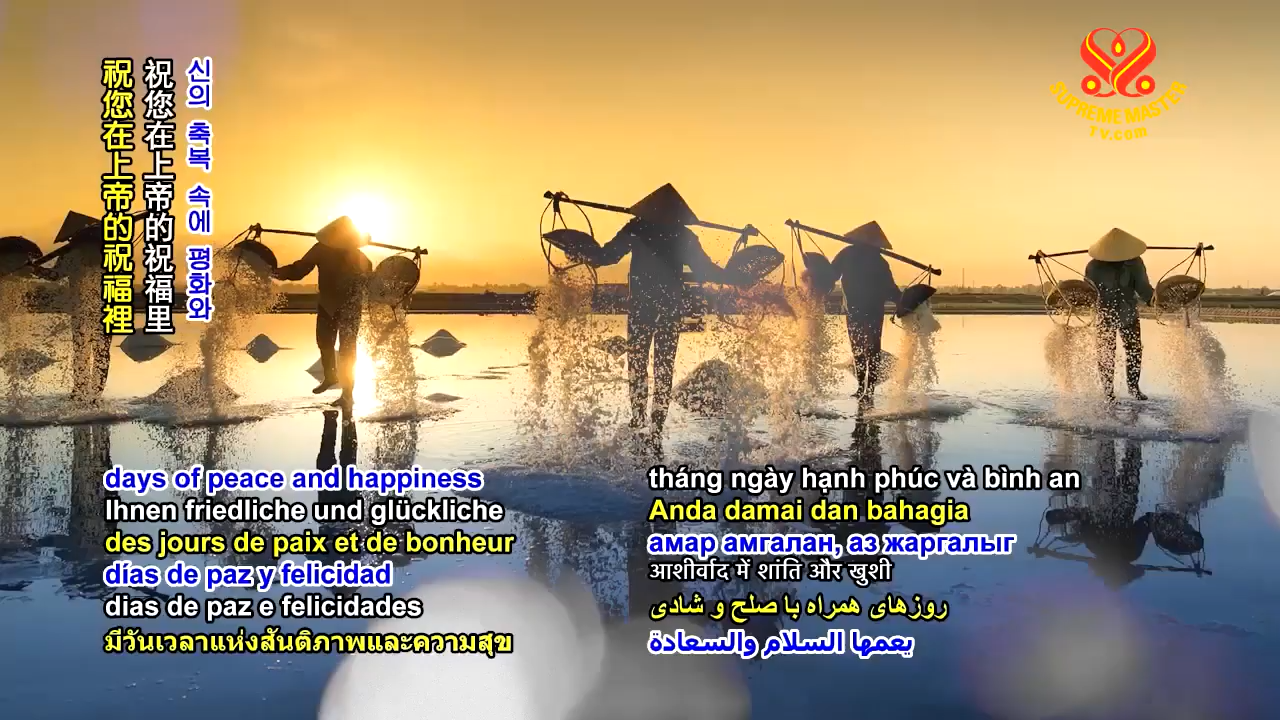 祝您在上帝的祝福裡
祝您在上帝的祝福里
신의 축복 속에 평화와
SUPREME MASTER
TV.com
days of peace and happiness
Ihnen friedliche und glückliche
des jours de paix et de bonheur
días de paz y felicidad
dias de paz e felicidades
มีวันเวลาแห่งสันติภาพและความสุข
tháng ngày hạnh phúc và bình an
Anda damai dan bahagia
амар амгалан, аз жаргалыг
आशीर्वाद में शांति और खुशी
روزهای همراه با صلح و شادی
يعمها السلام والسعادة